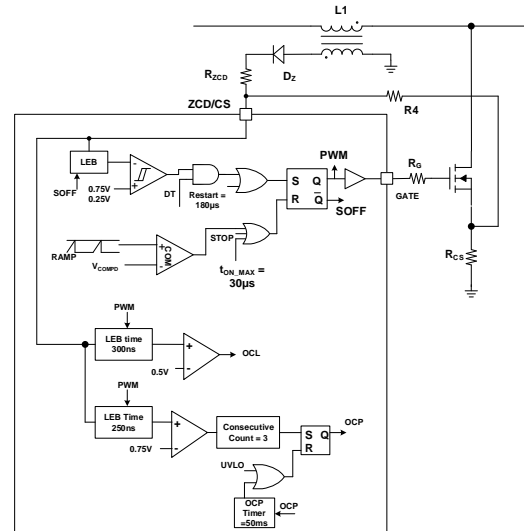 L1
RZCD
DZ
ZCD/CS
R4
LEB
SOFF
-
+
0.75V
0.25V
DT
Restart =
180μs
S Q
R Q
PWM
SOFF
GATE
RG
RCS
RAMP
VCOMPD
+
-
COM
STOP
tON_MAX =
30μs
PWM
LEB time
300ns
+
-
0.5V
OCL
PWM
LEB Time
250ns
+
-
0.75V
Consecutive
Count = 3
S Q
R
OCP
UVLO
OCP
Timer
=50ms
OCP